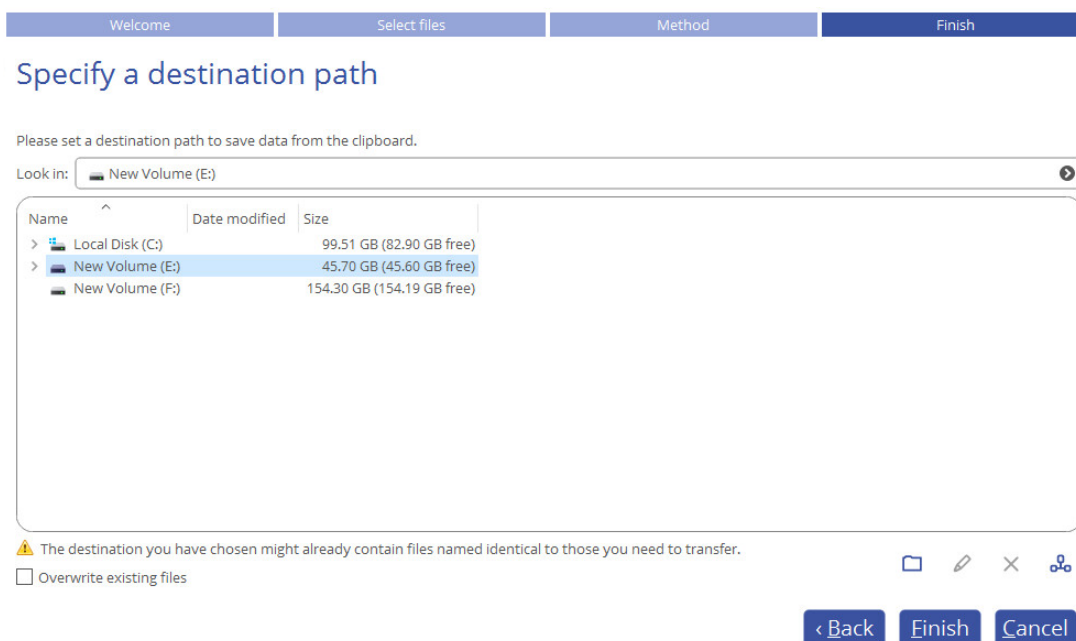 Welcome Select files Method Finish
Specify a destination path
Please set a destination path to save data from the clipboard.
Look in: New Volume (E:)
Name Date modified Size
Local Disk (C:) 99.51 GB (82.90 GB free)
New Volume (E:) 45.70 GB (45.60 GB free)
New Volume (F:) 154.30 GB (154.19 GB free)
The destination you have chosen might already contain files named identical to those you need to transfer.
Overwrite existing files
‹ Back Finish Cancel